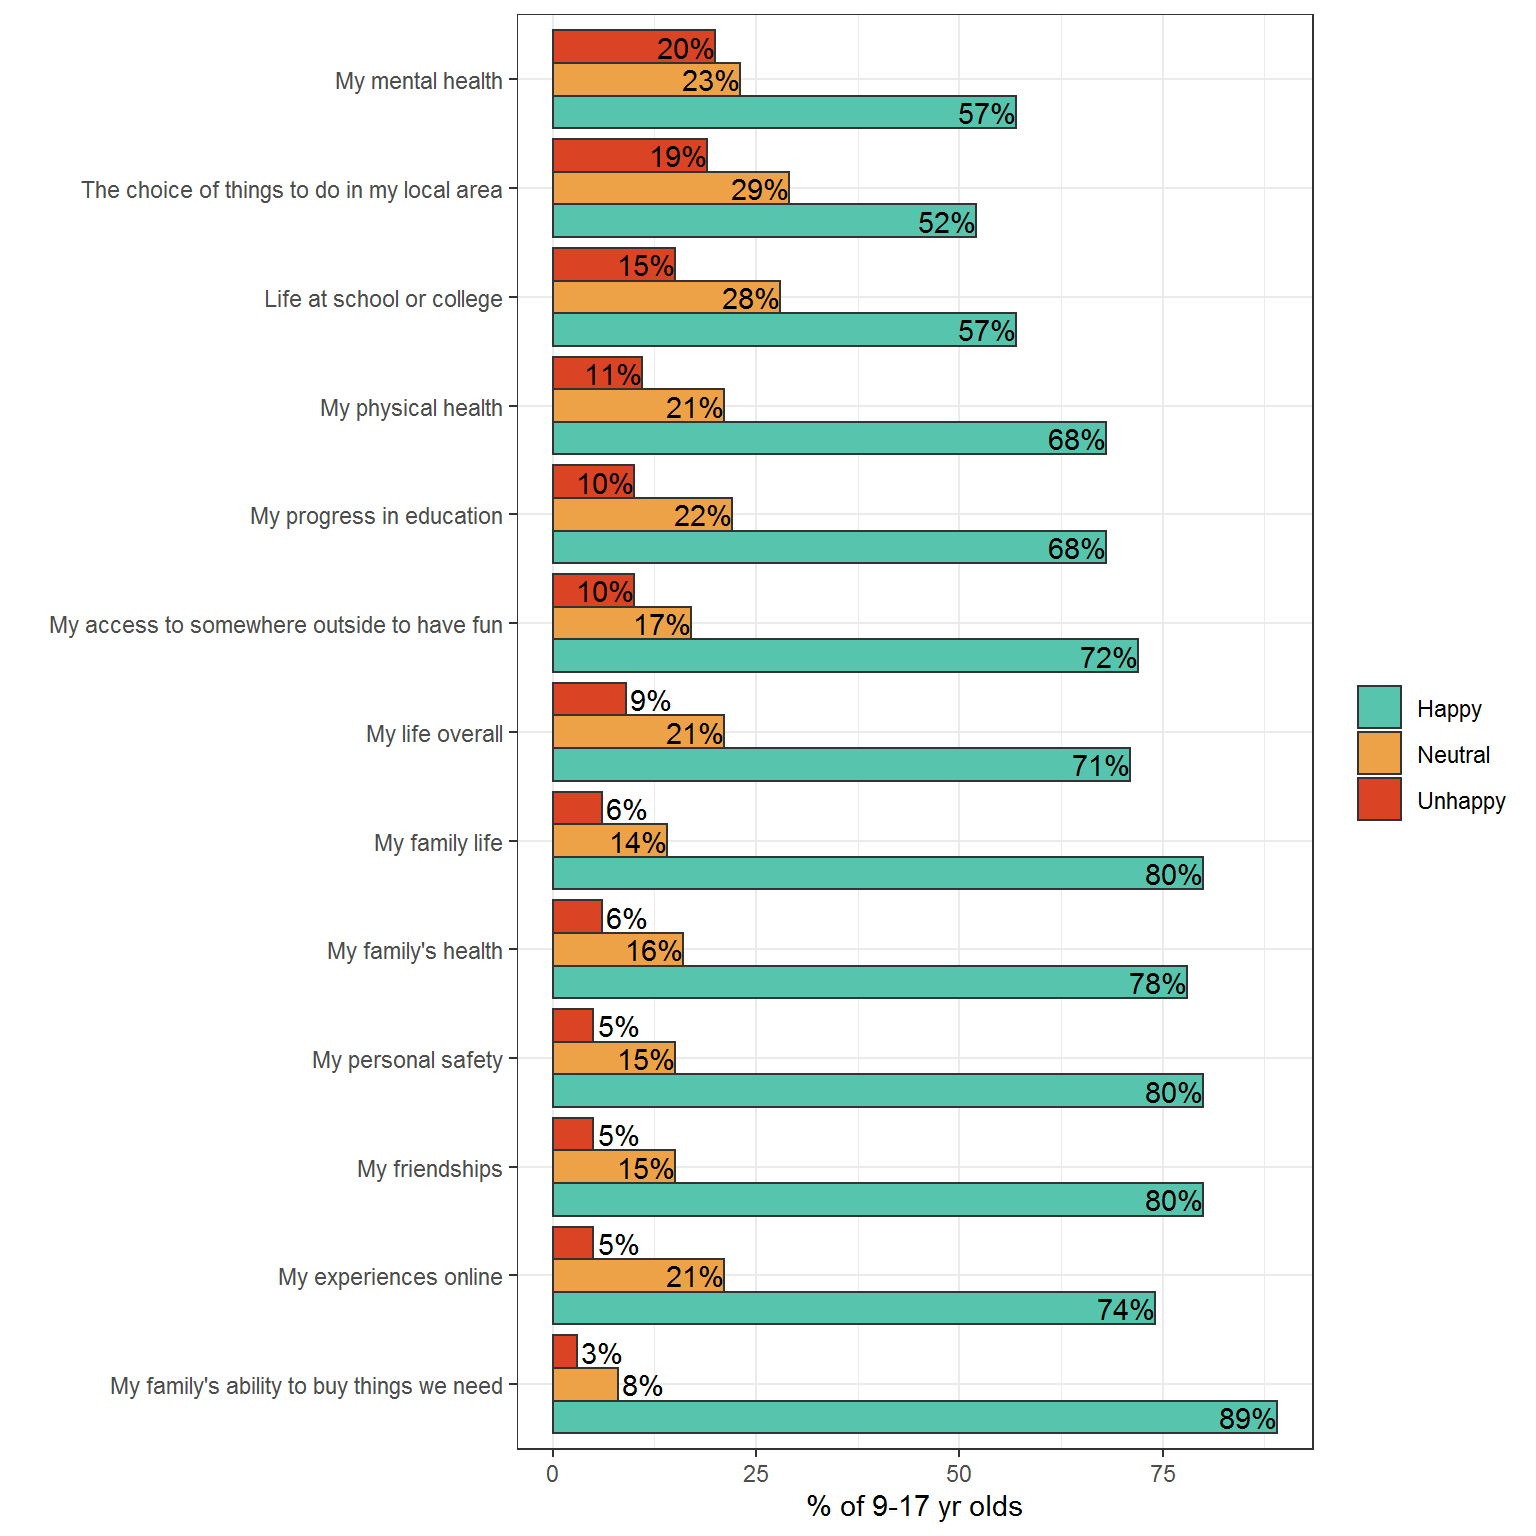 My mental health
20%
23%
57%
The choice of things to do in my local area
19%
29%
52%
Life at school or college
15%
28%
57%
My physical health
11%
21%
68%
My progress in education
10%
22%
68%
My access to somewhere outside to have fun
10%
17%
72%
My life overall
9%
21%
71%
My family life
6%
14%
80%
My family's health
6%
16%
78%
My personal safety
5%
15%
80%
My friendships
5%
15%
80%
My experiences online
5%
21%
74%
My family's ability to buy things we need
3%
8%
89%
0 25 50 75
% of 9-17 yr olds
Happy
Neutral
Unhappy